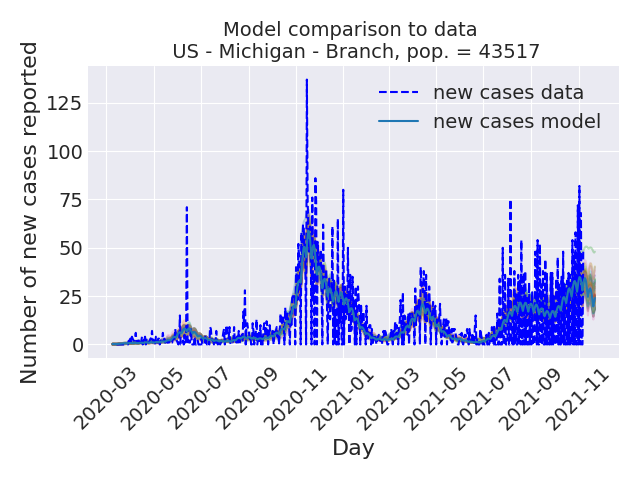 Model comparison to data
US - Michigan - Branch, pop. = 43517
Number of new cases reported
125
100
75
50
25
0
new cases data
new cases model
2020-03
2020-05
2020-07
2020-09
2020-11
2021-01
2021-03
2021-05
2021-07
2021-09
2021-11
Day